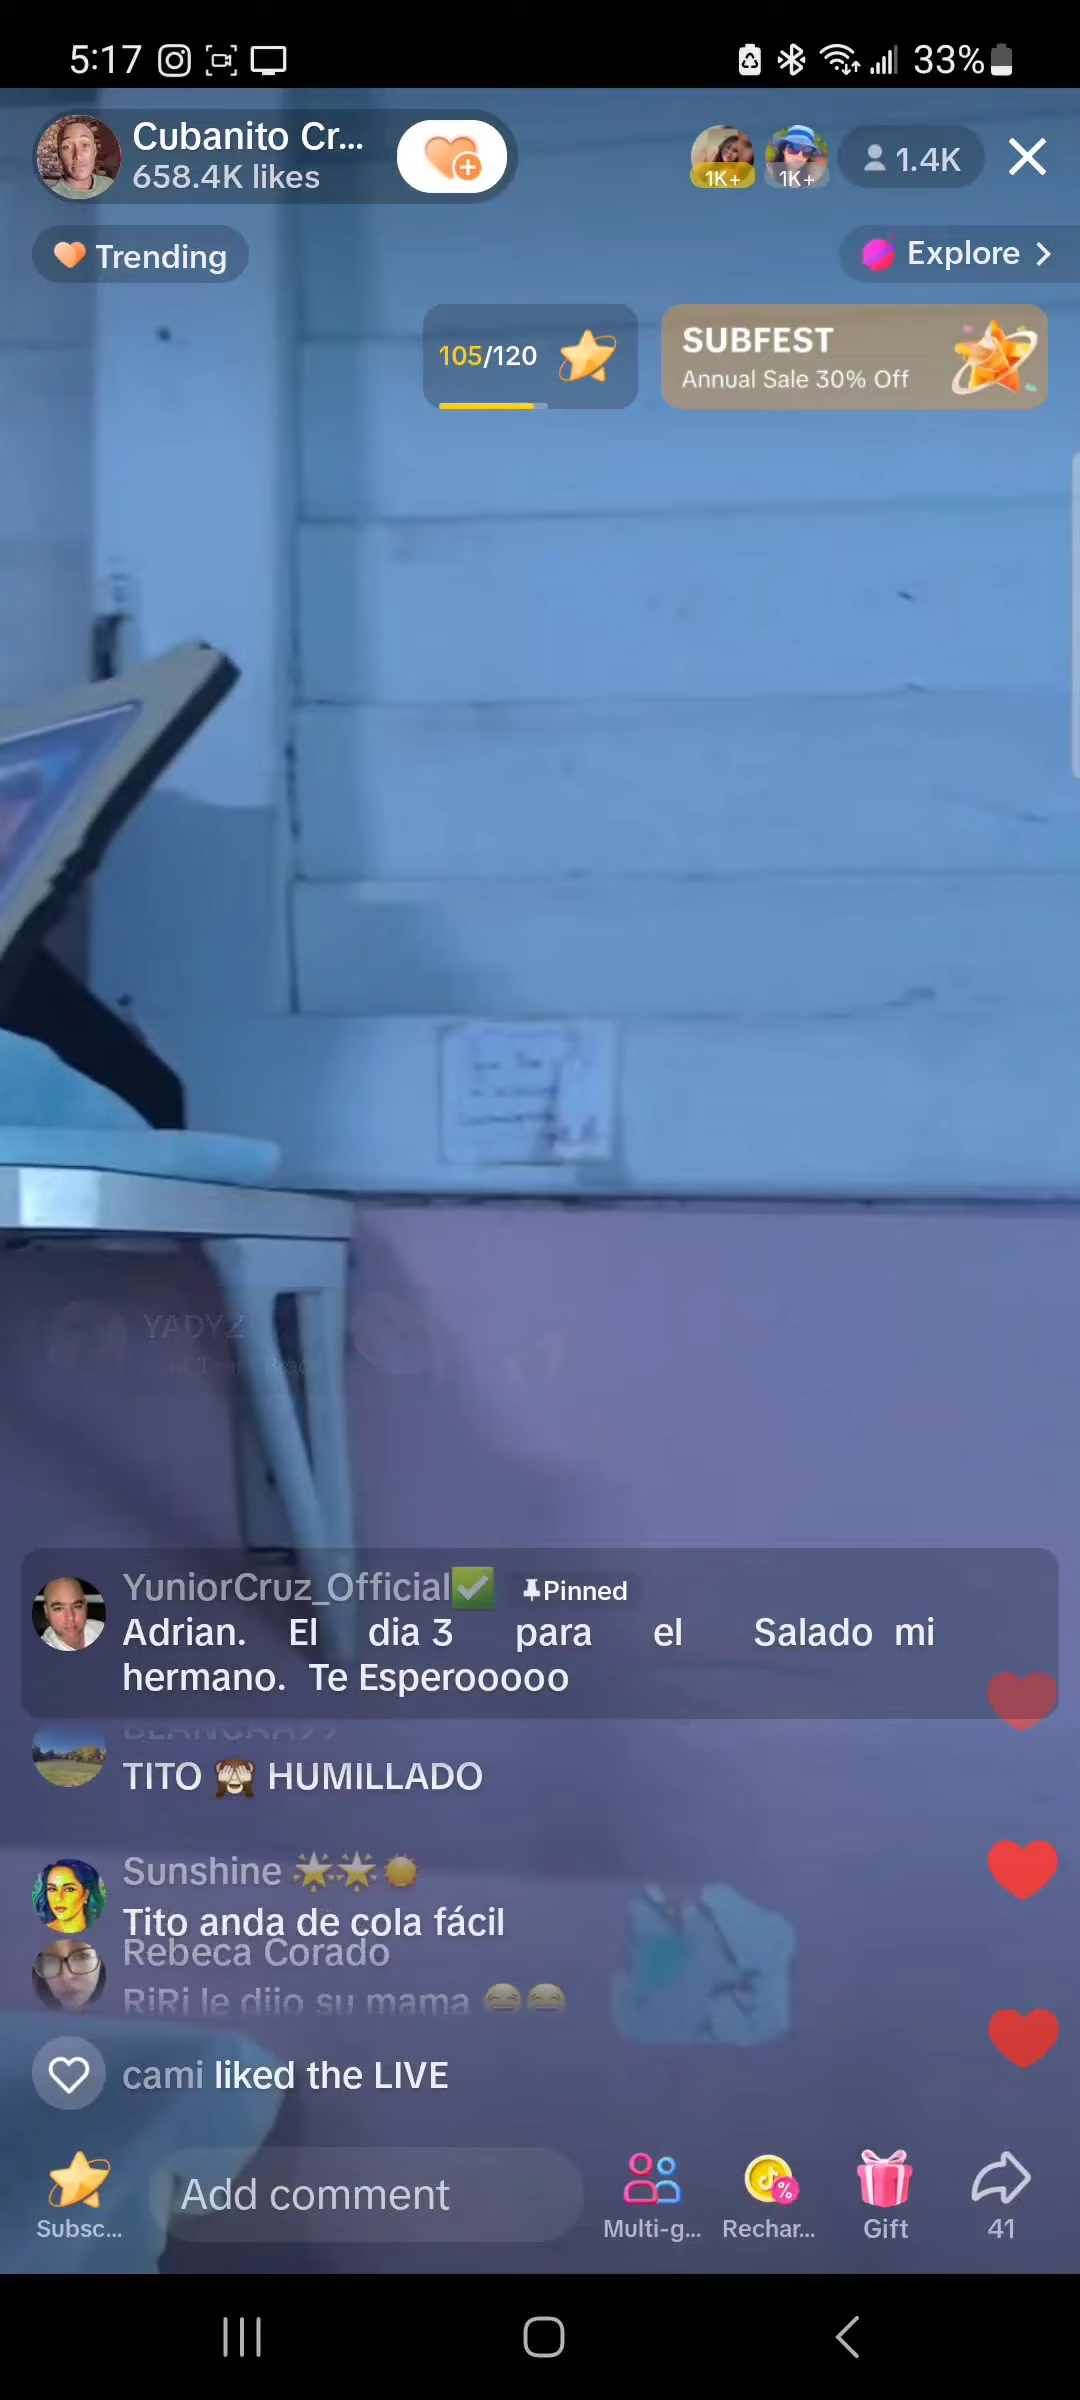 5:17 33%
Cubanito Cr...
658.4K likes
1K+ 1K+ 1.4K
Trending
Explore
105/120
SUBFEST
Annual Sale 30% Off
YADYZ
YuniorCruz_Official Pinned
Adrian. El dia 3 para el Salado mi
hermano. Te Esperooooo
TITO 🙈 HUMILLADO
Sunshine 🌟🌟☀️
Tito anda de cola fácil
Rebeca Corado
RiRi le dijo su mama 😂😂
cami liked the LIVE
Add comment
Subsc... Multi-g... Rechar... Gift 41